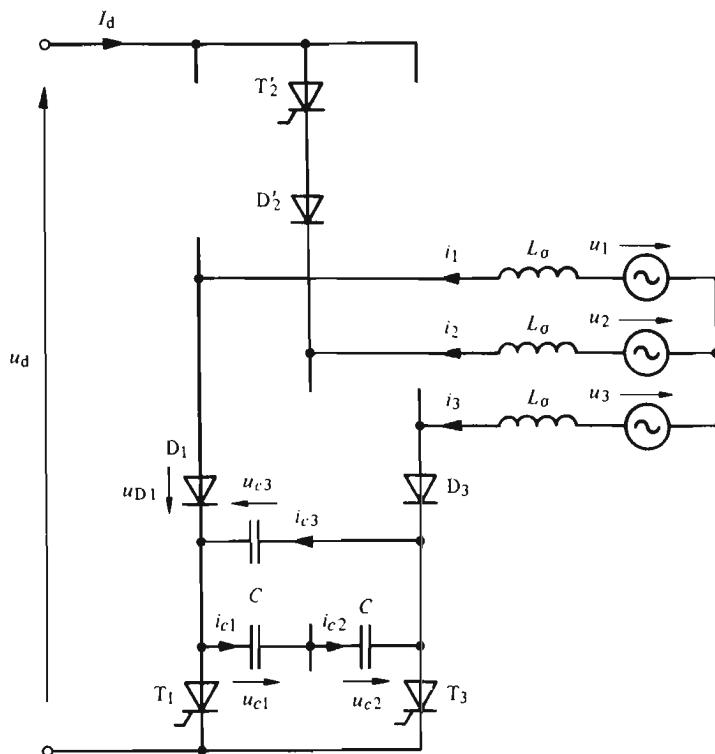 I_d
T′_2
D′_2
i_1 L_σ u_1
i_2 L_σ u_2
i_3 L_σ u_3
u_d
D_1
u_D1 u_c3 D_3
i_c3
C
i_c1 i_c2 C
T_1 T_3
u_c1 u_c2